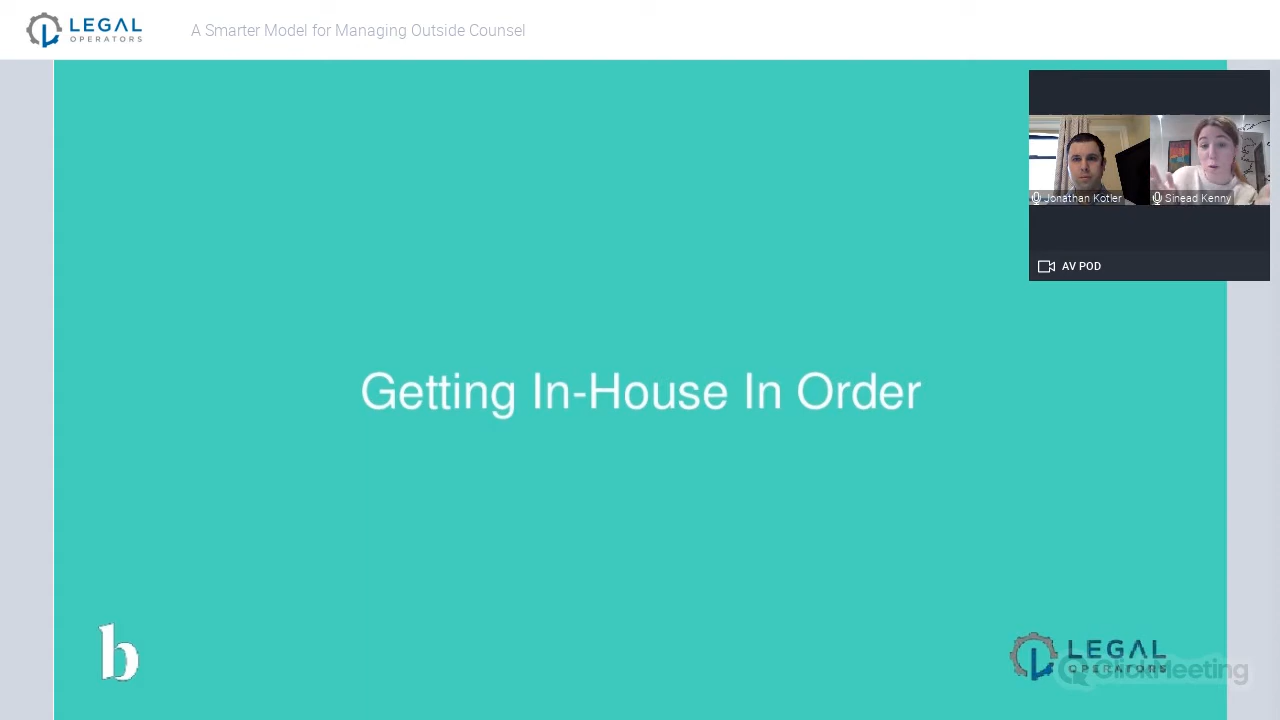 LEGAL
OPERATORS
A Smarter Model for Managing Outside Counsel
Jonathan Kotler
Sinead Kenny
AV POD
Getting In-House In Order
b
LEGAL
OPERATORS
ClickMeeting